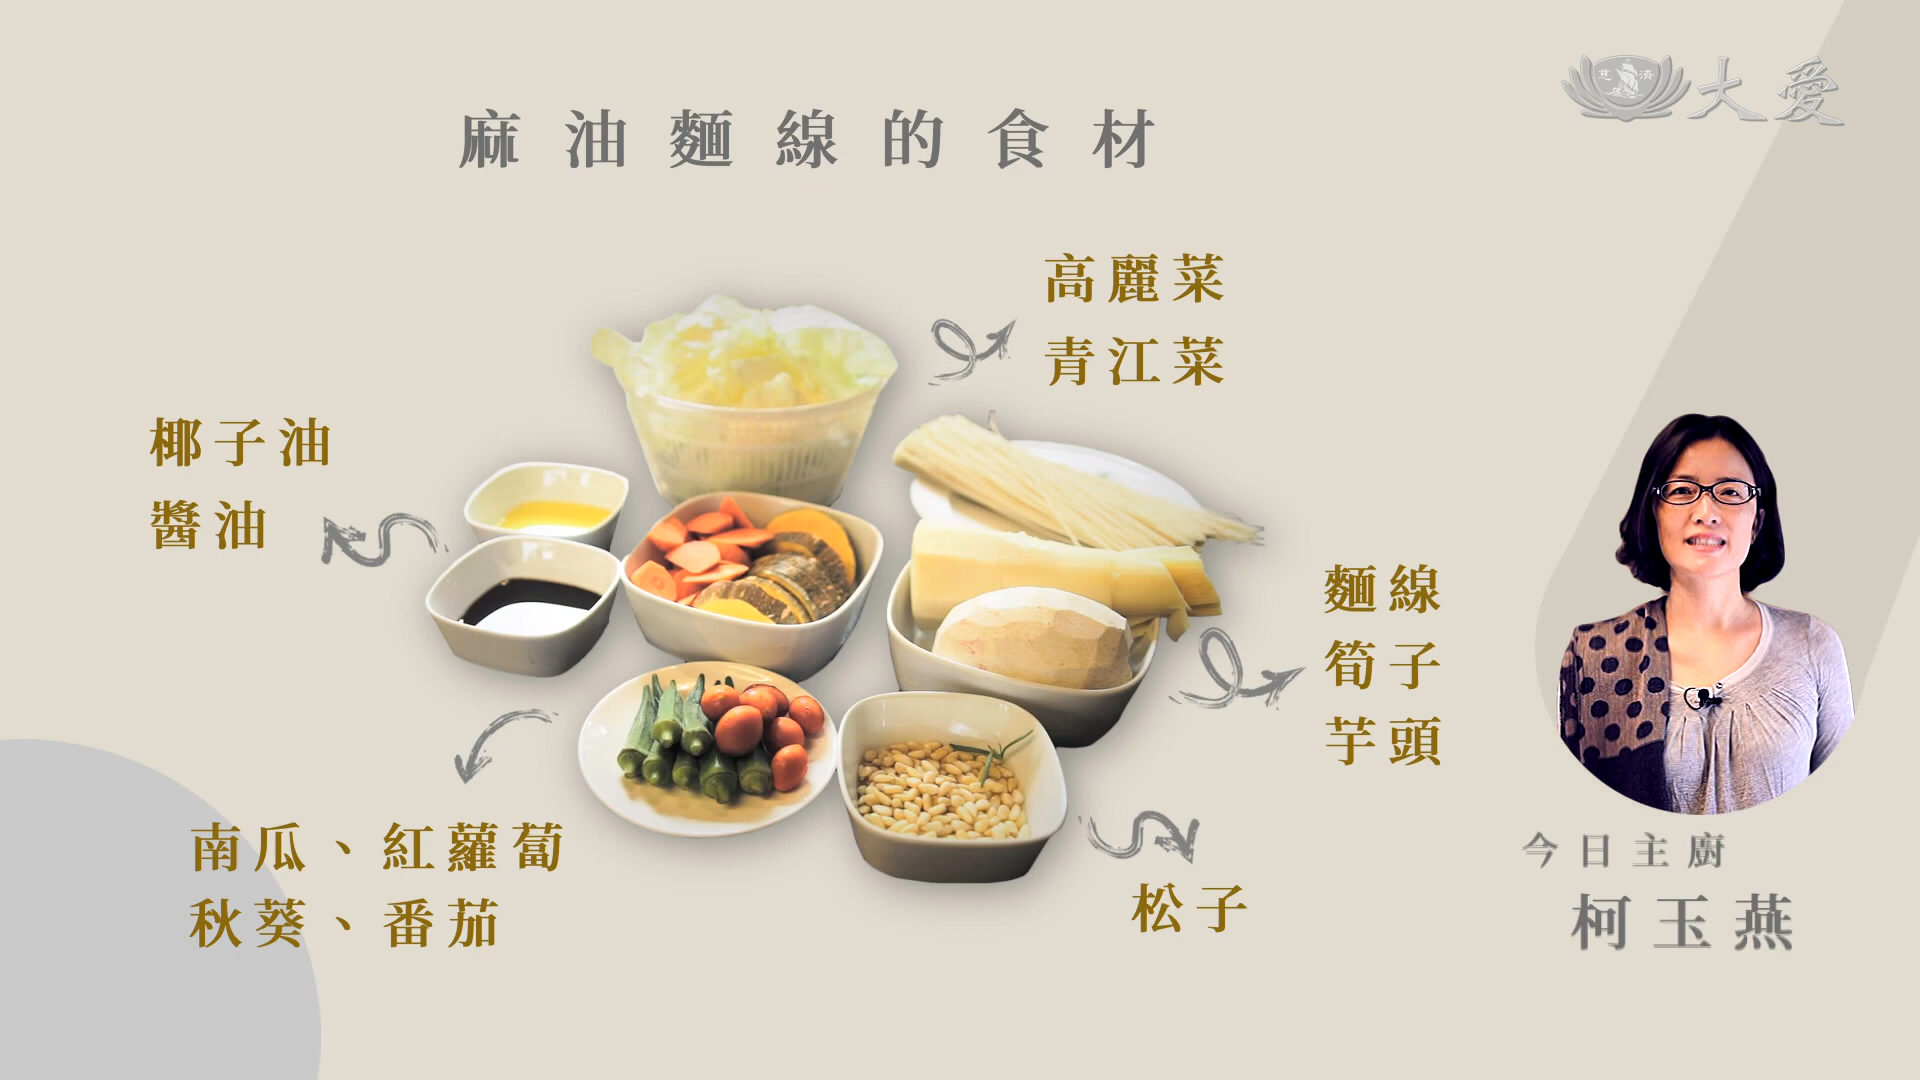 慈濟
大愛
麻油麵線的食材
高麗菜
青江菜
椰子油
醬油
麵線
筍子
芋頭
南瓜、紅蘿蔔
秋葵、番茄
松子
今日主廚
柯玉燕